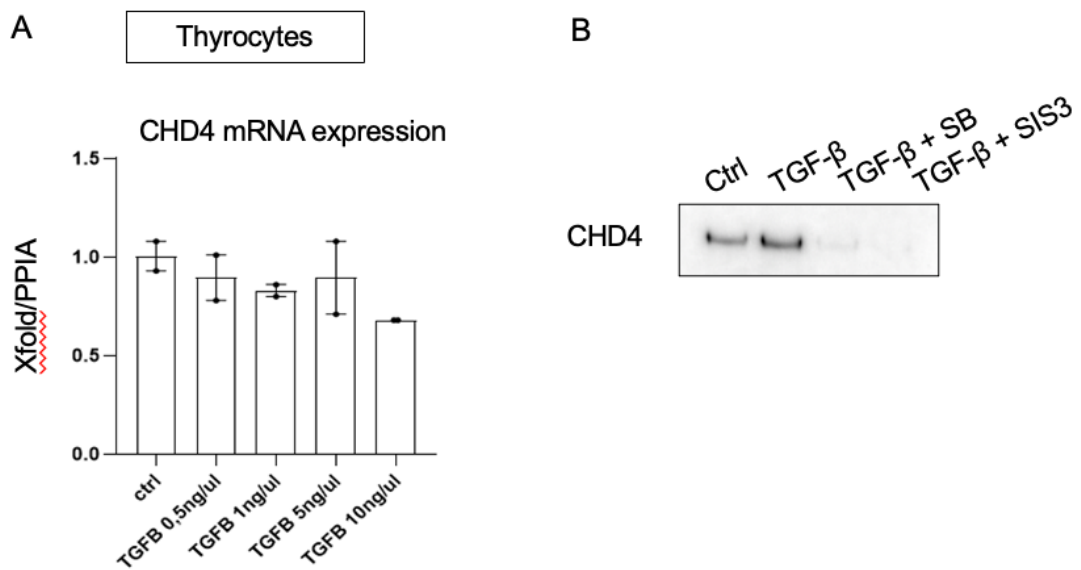 A
Thyrocytes
CHD4 mRNA expression
Xfold/PPIA
1.5
1.0
0.5
0.0
ctrl
TGFB 0,5ng/ul
TGFB 1ng/ul
TGFB 5ng/ul
TGFB 10ng/ul
B
Ctrl
TGF-β
TGF-β + SB
TGF-β + SIS3
CHD4